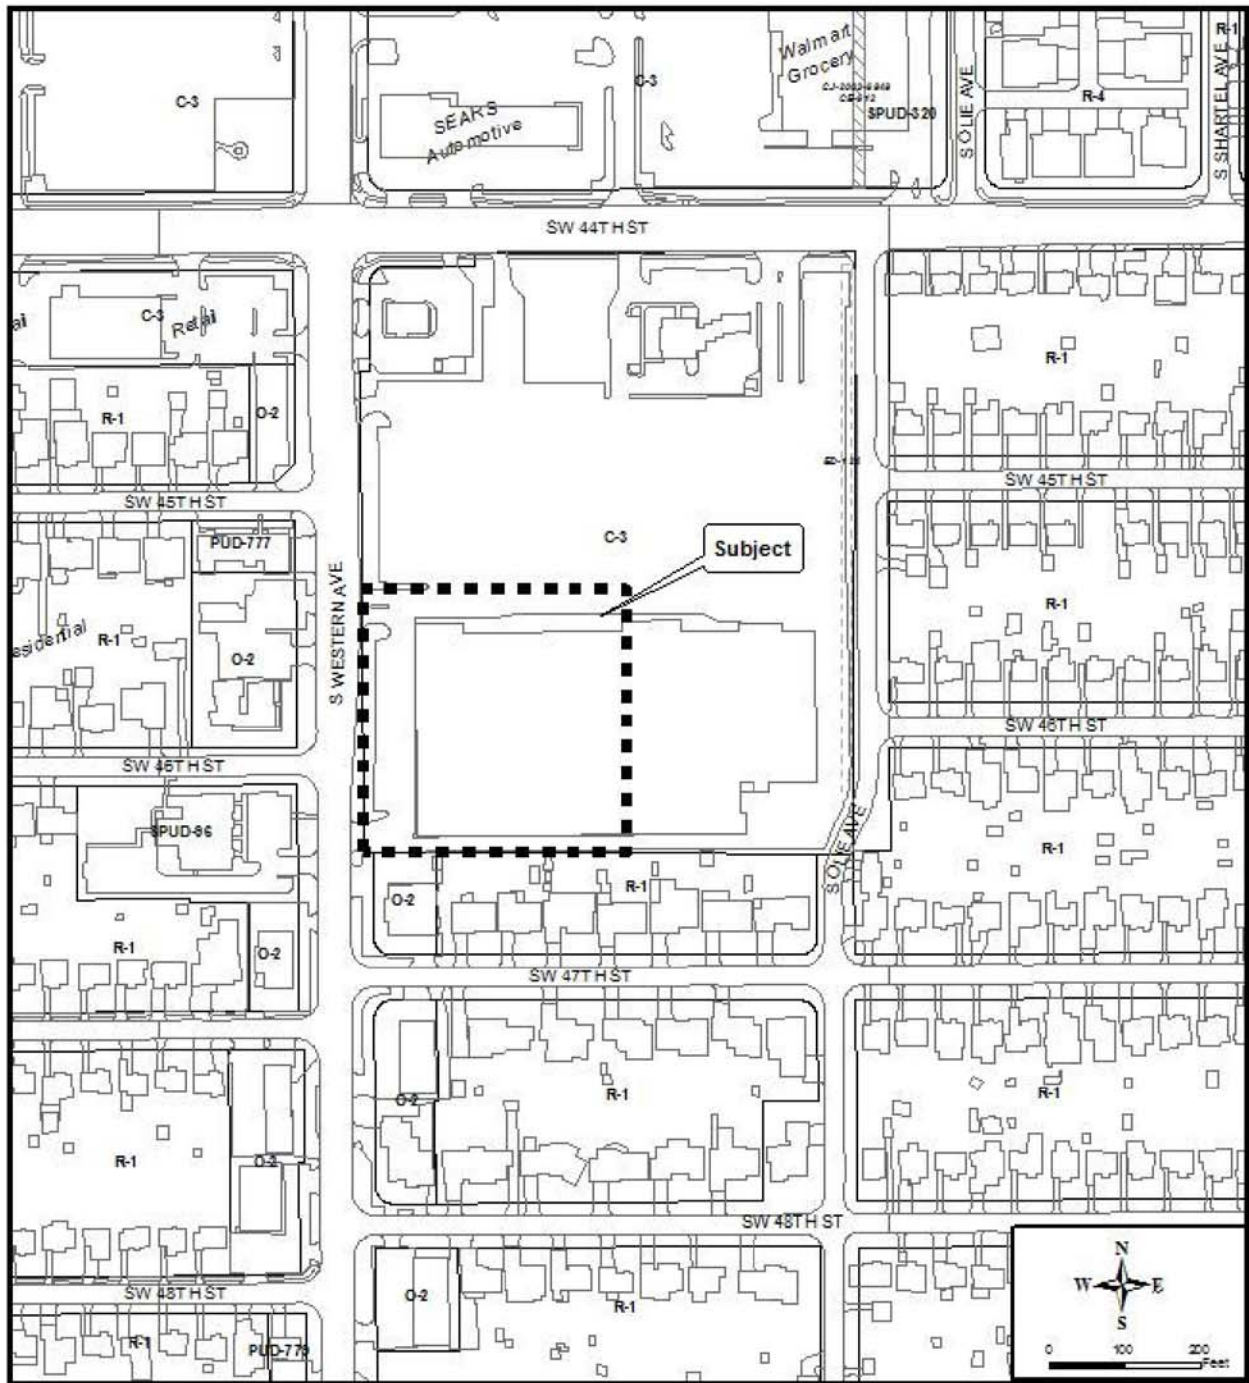 R-1
Walmart
Grocery
C-3
C-3
SEARS
Automotive
SPUD-320
S OLIE AVE
R-4
S SHARTEL AVE
SW 44TH ST
C-3
Retail
R-1
R-1
O-2
SW 45TH ST
SW 45TH ST
C-3
Subject
PUD-777
S WESTERN AVE
R-1
R-1
O-2
SW 46TH ST
SW 46TH ST
SPUD-86
S OLIE AVE
R-1
R-1
O-2
R-1
O-2
SW 47TH ST
R-1
R-1
O-2
R-1
O-2
SW 48TH ST
SW 48TH ST
O-2
R-1
R-1
PUD-779
N
W E
S
0 100 200
Feet